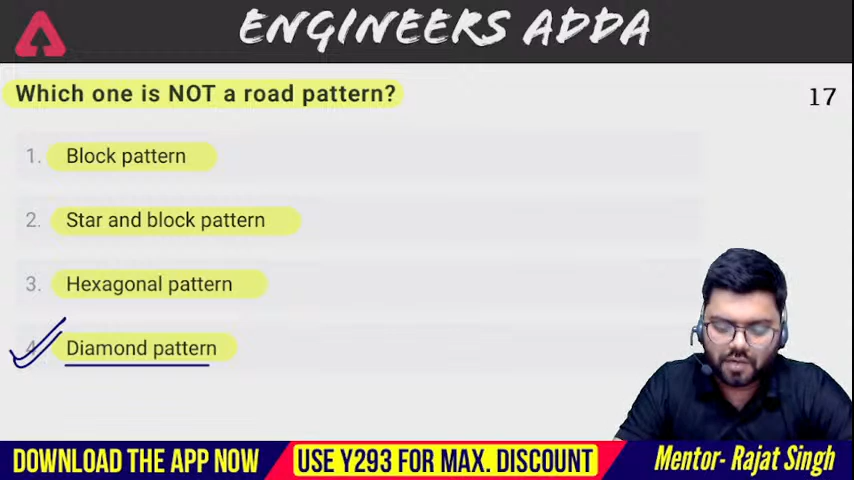 ENGINEERS ADDA
Which one is NOT a road pattern?
17
1. Block pattern
2. Star and block pattern
3. Hexagonal pattern
4. Diamond pattern
DOWNLOAD THE APP NOW
USE Y293 FOR MAX. DISCOUNT
Mentor- Rajat Singh